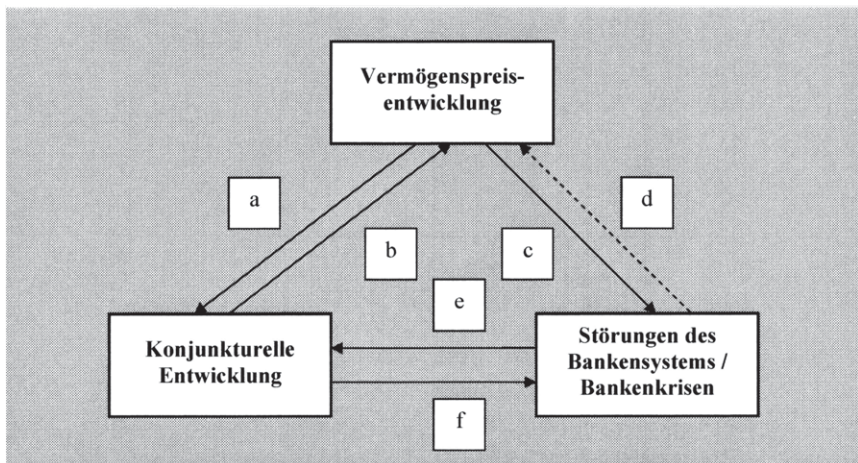 Vermögenspreis-
entwicklung
a
d
b
c
e
Konjunkturelle
Entwicklung
Störungen des
Bankensystems /
Bankenkrisen
f